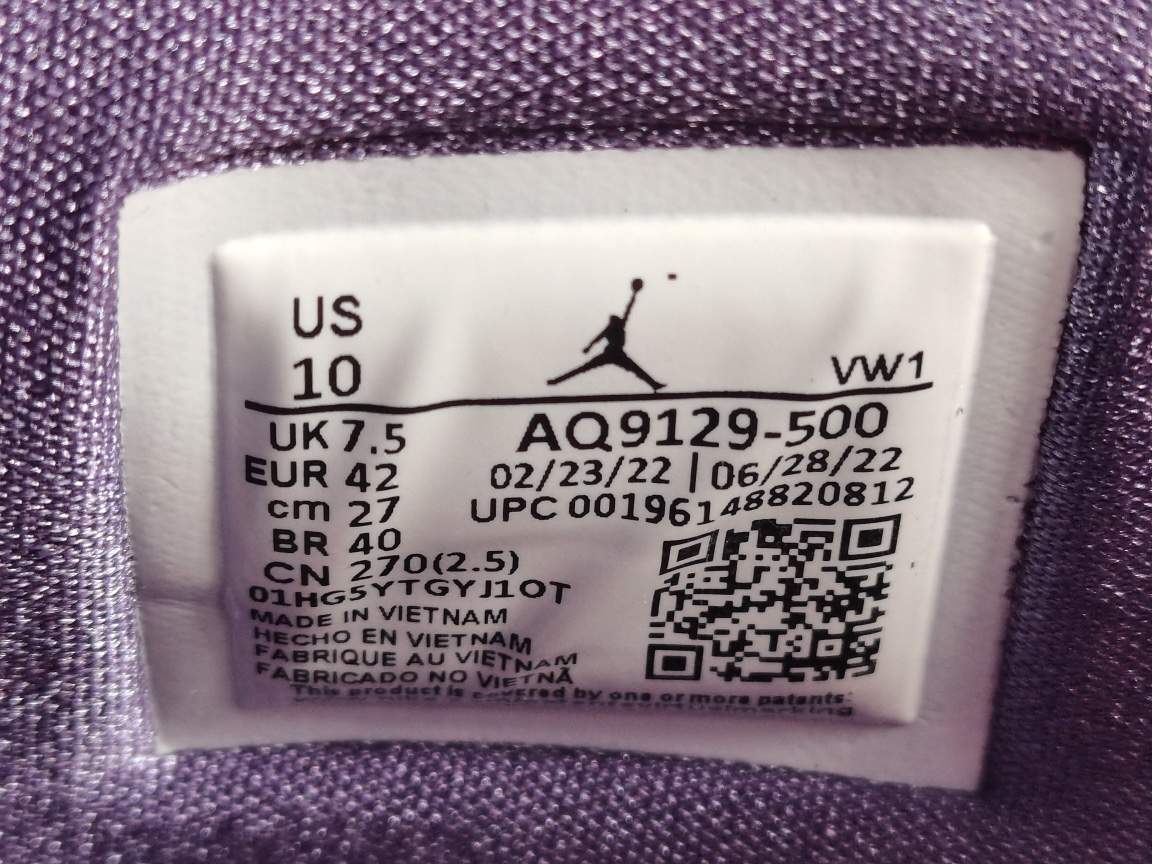 US
10
VW1
UK 7.5
EUR 42
cm 27
BR 40
CN 270(2.5)
AQ9129-500
02/23/22 | 06/28/22
UPC 00196148820812
01HG5YTGYJ1OT
MADE IN VIETNAM
HECHO EN VIETNAM
FABRIQUE AU VIETNAM
FABRICADO NO VIETNÃ
This product is covered by one or more patents: